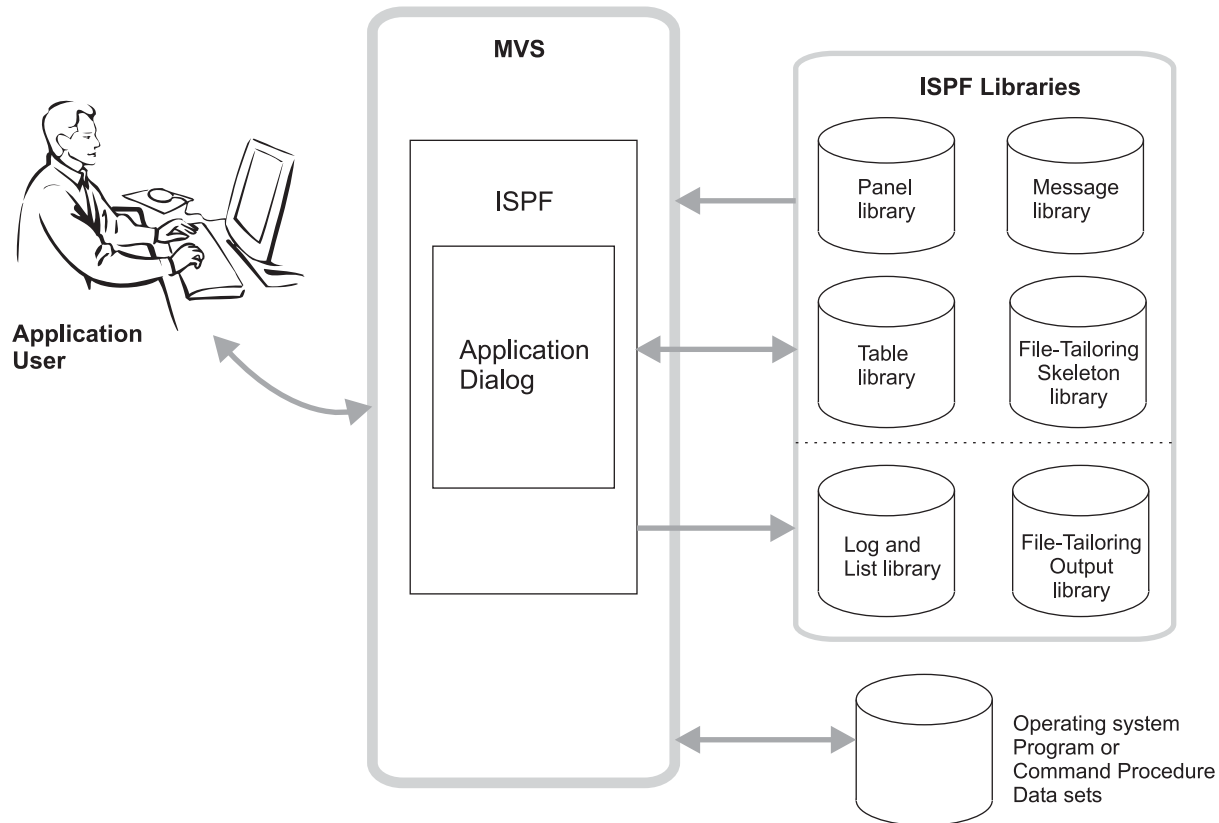 MVS
ISPF Libraries
Panel
library
Message
library
ISPF
Application
User
Application
Dialog
Table
library
File-Tailoring
Skeleton
library
Log and
List library
File-Tailoring
Output
library
Operating system
Program or
Command Procedure
Data sets